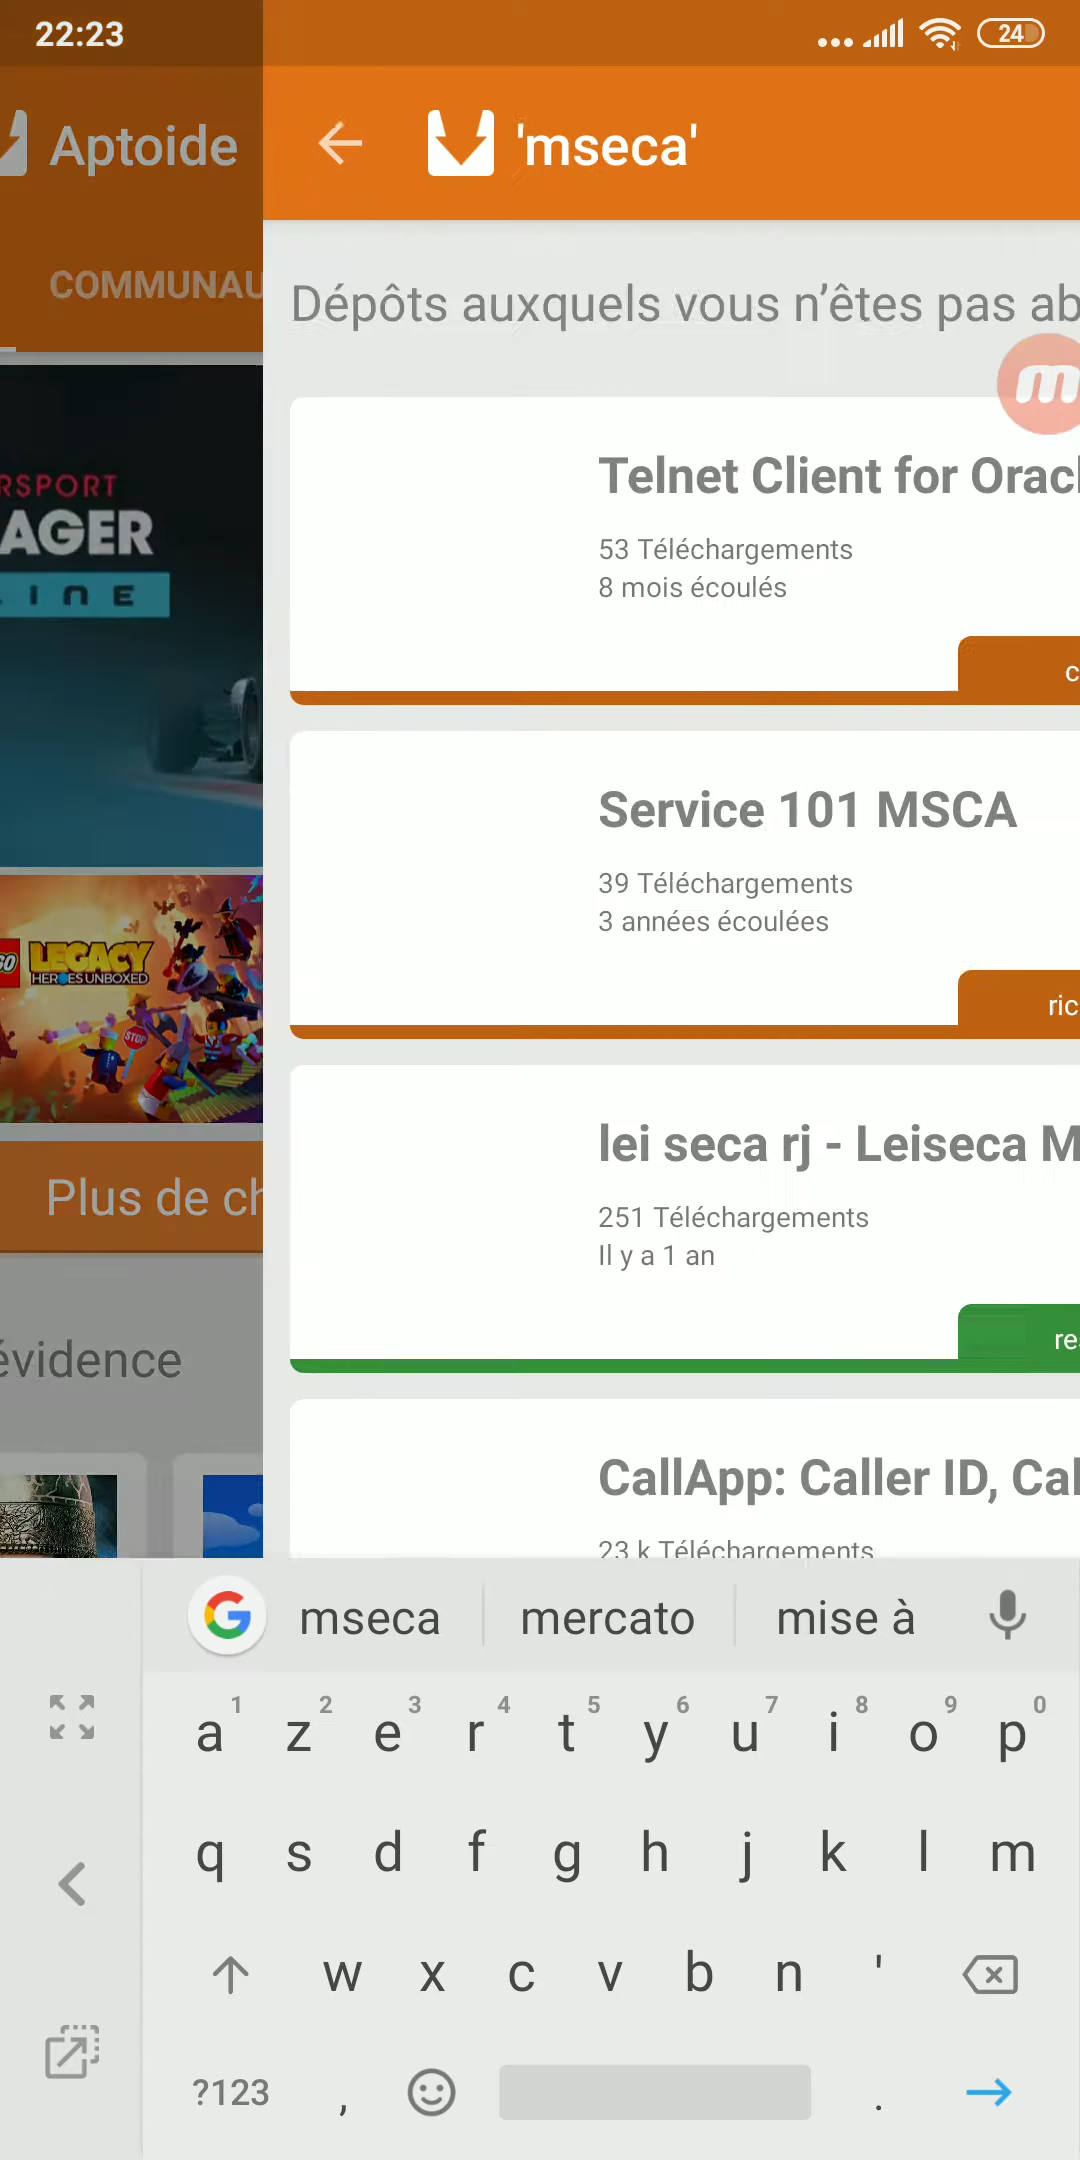 22:23
24
Aptoide
'mseca'
COMMUNAU
Dépôts auxquels vous n’êtes pas ab
RSPORT
AGER
LINE
Telnet Client for Oracl
53 Téléchargements
8 mois écoulés
c
Service 101 MSCA
39 Téléchargements
3 années écoulées
ric
LEGACY
HEROES UNBOXED
STOP
lei seca rj - Leiseca M
251 Téléchargements
Il y a 1 an
re
Plus de ch
évidence
CallApp: Caller ID, Cal
23 k Téléchargements
mseca mercato mise à
1 2 3 4 5 6 7 8 9 0
a z e r t y u i o p
q s d f g h j k l m
w x c v b n '
?123 , .